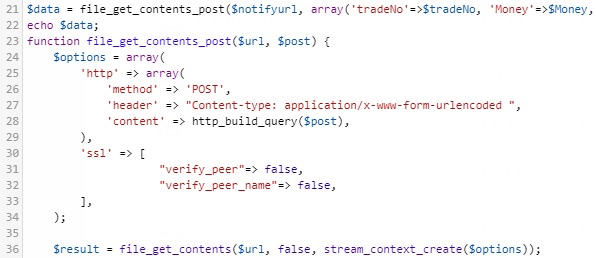 21 $data = file_get_contents_post($notifyurl, array('tradeNo'=>$tradeNo, 'Money'=>$Money,
22 echo $data;
23 function file_get_contents_post($url, $post) {
24     $options = array(
25         'http' => array(
26             'method' => 'POST',
27             'header' => "Content-type: application/x-www-form-urlencoded ",
28             'content' => http_build_query($post),
29         ),
30         'ssl' => [
31                     "verify_peer"=> false,
32                     "verify_peer_name"=> false,
33         ],
34     );
35
36     $result = file_get_contents($url, false, stream_context_create($options));